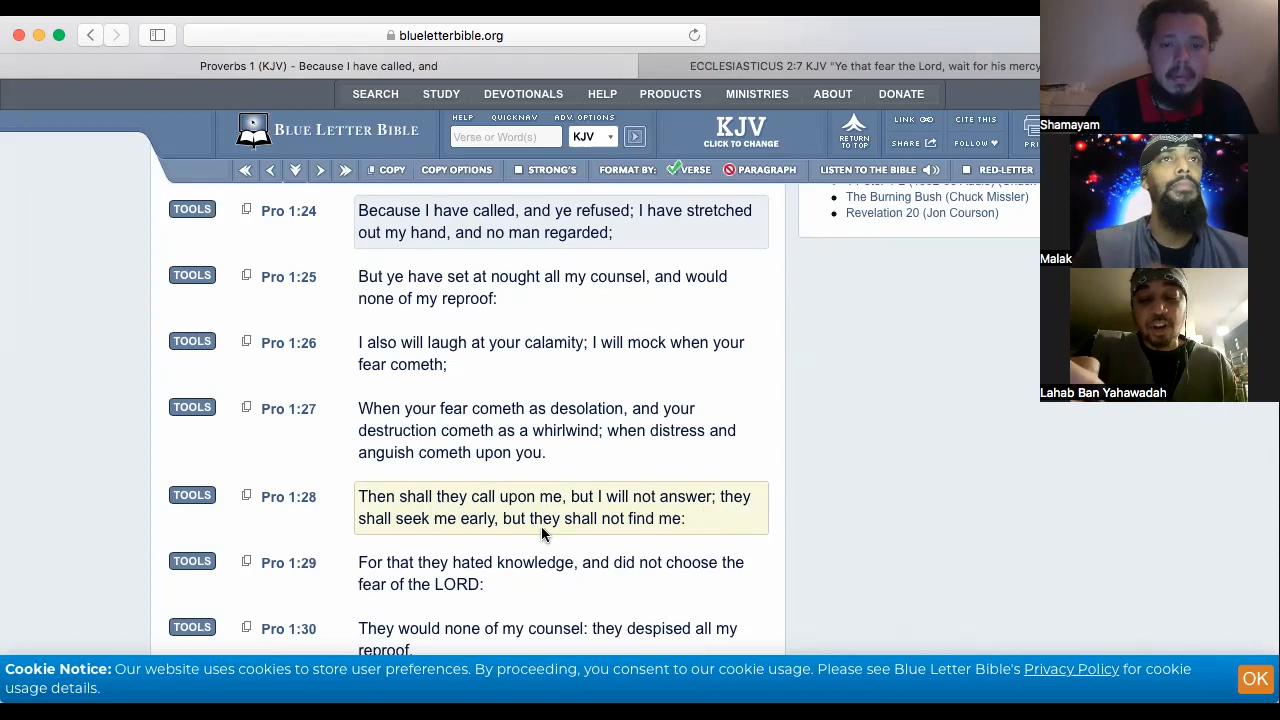 blueletterbible.org
Proverbs 1 (KJV) - Because I have called, and
ECCLESIASTICUS 2:7 KJV "Ye that fear the Lord, wait for his mercy
SEARCH STUDY DEVOTIONALS HELP PRODUCTS MINISTRIES ABOUT DONATE
BLUE LETTER BIBLE
HELP QUICKNAV ADV. OPTIONS
Verse or Word(s) KJV
KJV
CLICK TO CHANGE
RETURN
TO TOP
LINK CITE THIS
SHARE FOLLOW
COPY COPY OPTIONS STRONG'S FORMAT BY: VERSE PARAGRAPH LISTEN TO THE BIBLE RED-LETTER
The Burning Bush (Chuck Missler)
Revelation 20 (Jon Courson)
TOOLS Pro 1:24 Because I have called, and ye refused; I have stretched
out my hand, and no man regarded;
TOOLS Pro 1:25 But ye have set at nought all my counsel, and would
none of my reproof:
TOOLS Pro 1:26 I also will laugh at your calamity; I will mock when your
fear cometh;
TOOLS Pro 1:27 When your fear cometh as desolation, and your
destruction cometh as a whirlwind; when distress and
anguish cometh upon you.
TOOLS Pro 1:28 Then shall they call upon me, but I will not answer; they
shall seek me early, but they shall not find me:
TOOLS Pro 1:29 For that they hated knowledge, and did not choose the
fear of the LORD:
TOOLS Pro 1:30 They would none of my counsel: they despised all my
reproof.
Cookie Notice: Our website uses cookies to store user preferences. By proceeding, you consent to our cookie usage. Please see Blue Letter Bible's Privacy Policy for cookie
usage details.
OK
Shamayam
Malak
Lahab Ban Yahawadah